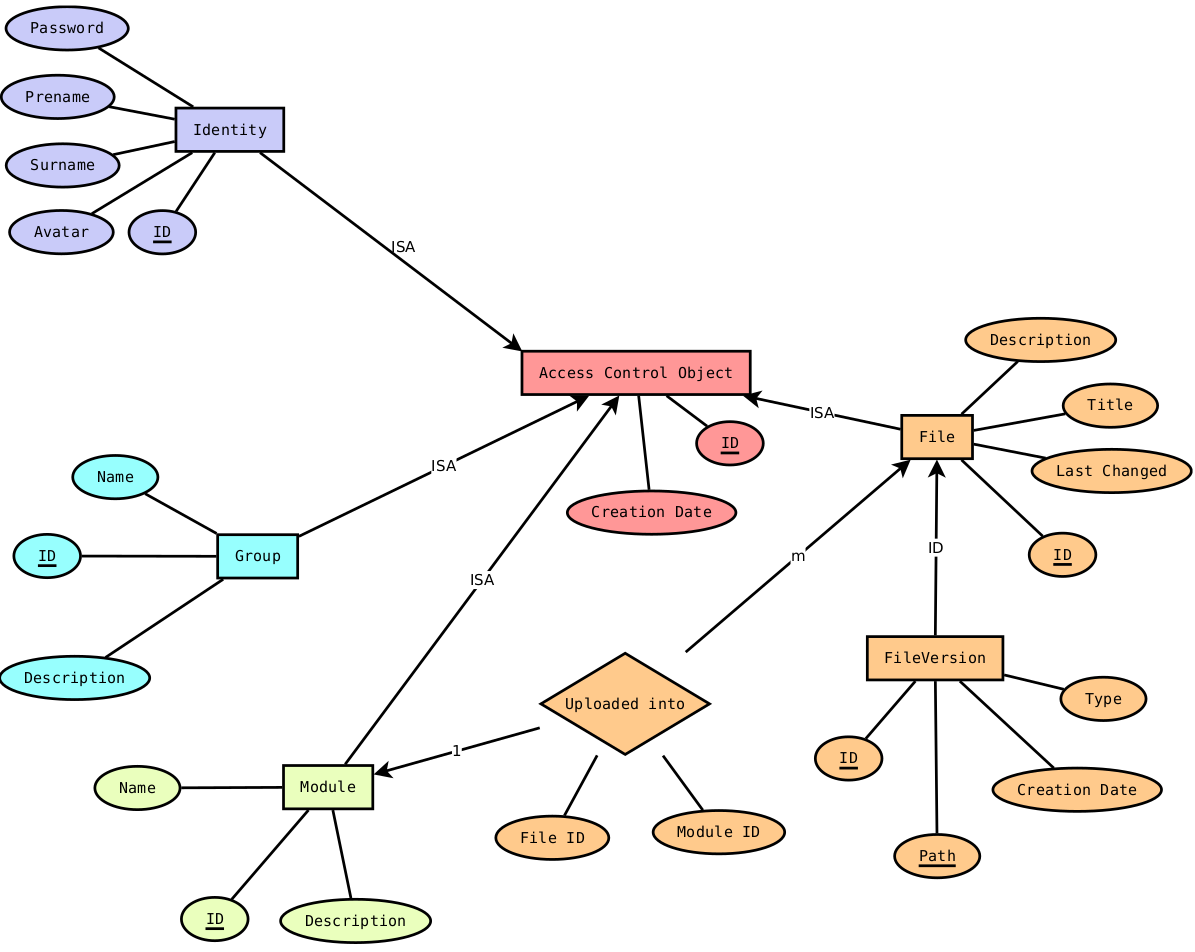 Password
Prename
Identity
Surname
Avatar
ID
ISA
Description
Access Control Object
Title
ISA
File
ID
Last Changed
ISA
Name
Creation Date
ID
Group
ID
m
ID
ISA
FileVersion
Description
Type
Uploaded into
1
ID
Name
Module
Creation Date
File ID
Module ID
Path
ID
Description